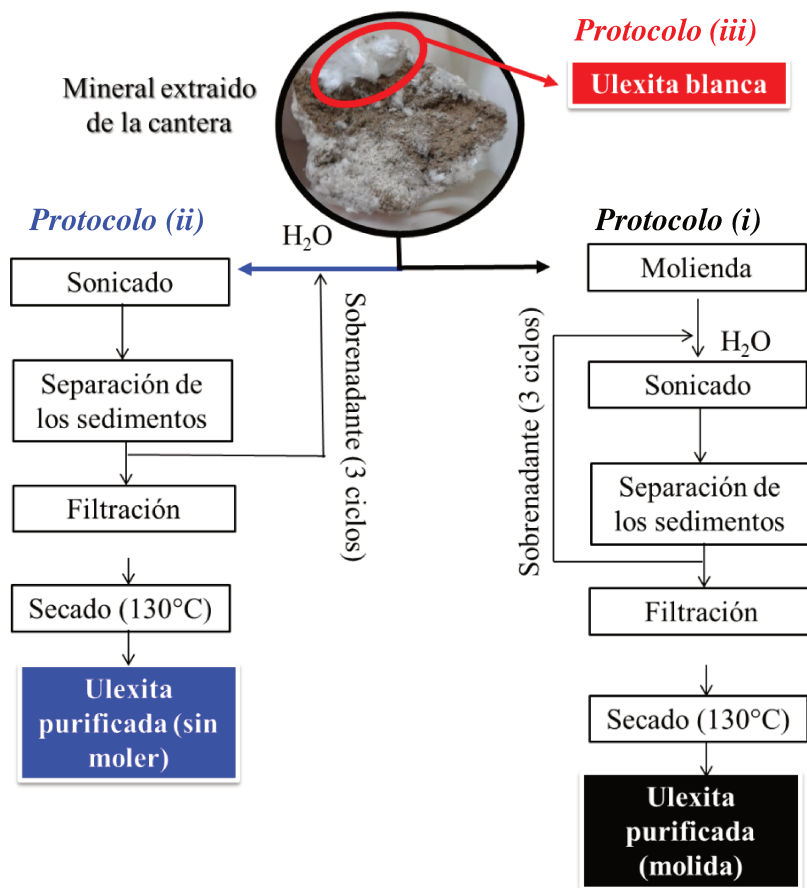 Protocolo (iii)
Ulexita blanca
Mineral extraido
de la cantera
Protocolo (ii)
H₂O
Sonicado
Separación de
los sedimentos
Filtración
Secado (130°C)
Ulexita
purificada (sin
moler)
Sobrenadante (3 ciclos)
Protocolo (i)
Molienda
H₂O
Sonicado
Separación de
los sedimentos
Filtración
Secado (130°C)
Ulexita
purificada
(molida)
Sobrenadante (3 ciclos)